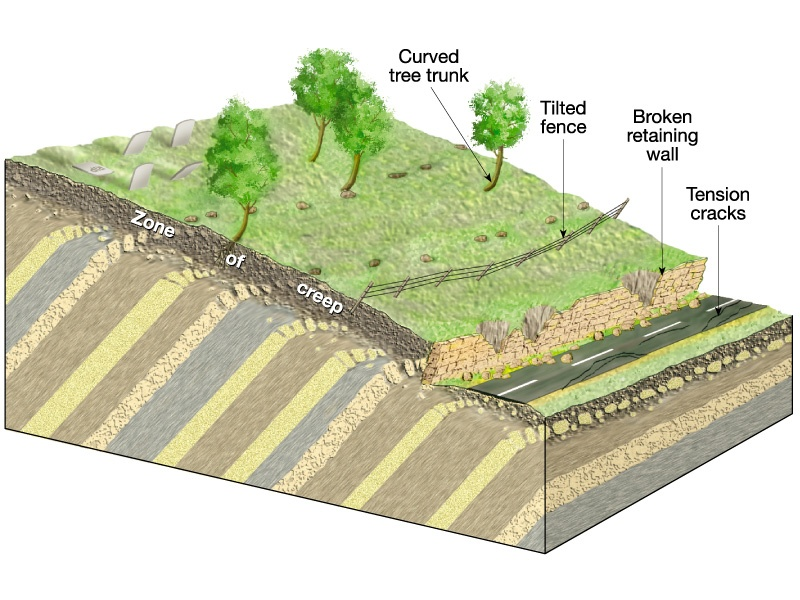 Curved
tree trunk
Tilted
fence
Broken
retaining
wall
Tension
cracks
Zone
of
creep